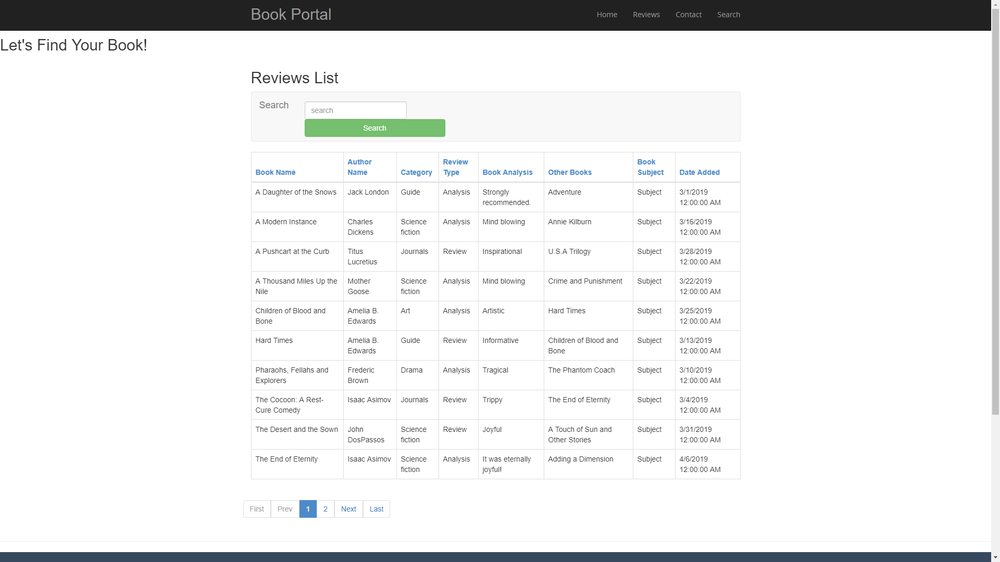 Book Portal
Home Reviews Contact Search
Let's Find Your Book!
Reviews List
Search
search
Search
Book Name Author Name Category Review Type Book Analysis Other Books Book Subject Date Added
A Daughter of the Snows Jack London Guide Analysis Strongly recommended. Adventure Subject 3/1/2019 12:00:00 AM
A Modern Instance Charles Dickens Science fiction Analysis Mind blowing Annie Kilburn Subject 3/16/2019 12:00:00 AM
A Pushcart at the Curb Titus Lucretius Journals Review Inspirational U.S.A Trilogy Subject 3/28/2019 12:00:00 AM
A Thousand Miles Up the Nile Mother Goose Science fiction Analysis Mind blowing Crime and Punishment Subject 3/22/2019 12:00:00 AM
Children of Blood and Bone Amelia B. Edwards Art Analysis Artistic Hard Times Subject 3/25/2019 12:00:00 AM
Hard Times Amelia B. Edwards Guide Review Informative Children of Blood and Bone Subject 3/13/2019 12:00:00 AM
Pharaohs, Fellahs and Explorers Frederic Brown Drama Analysis Tragical The Phantom Coach Subject 3/10/2019 12:00:00 AM
The Cocoon: A Rest-Cure Comedy Isaac Asimov Journals Review Trippy The End of Eternity Subject 3/4/2019 12:00:00 AM
The Desert and the Sown John DosPassos Science fiction Review Joyful A Touch of Sun and Other Stories Subject 3/31/2019 12:00:00 AM
The End of Eternity Isaac Asimov Science fiction Analysis It was eternally joyful! Adding a Dimension Subject 4/6/2019 12:00:00 AM
First Prev 1 2 Next Last